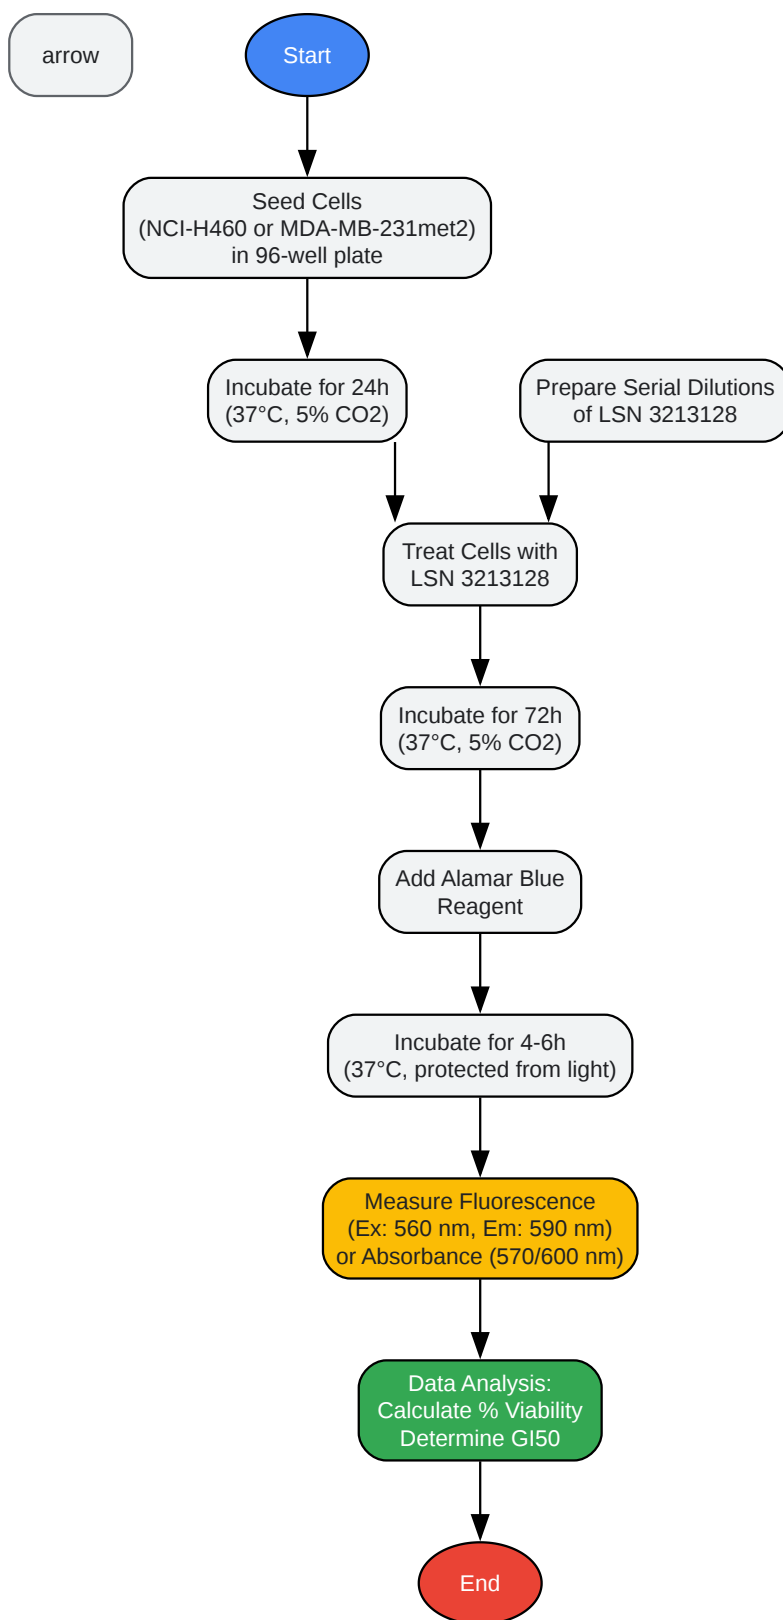 arrow
Start
Seed Cells
(NCI-H460 or MDA-MB-231met2)
in 96-well plate
Incubate for 24h
(37°C, 5% CO2)
Prepare Serial Dilutions
of LSN 3213128
Treat Cells with
LSN 3213128
Incubate for 72h
(37°C, 5% CO2)
Add Alamar Blue
Reagent
Incubate for 4-6h
(37°C, protected from light)
Measure Fluorescence
(Ex: 560 nm, Em: 590 nm)
or Absorbance (570/600 nm)
Data Analysis:
Calculate % Viability
Determine GI50
End